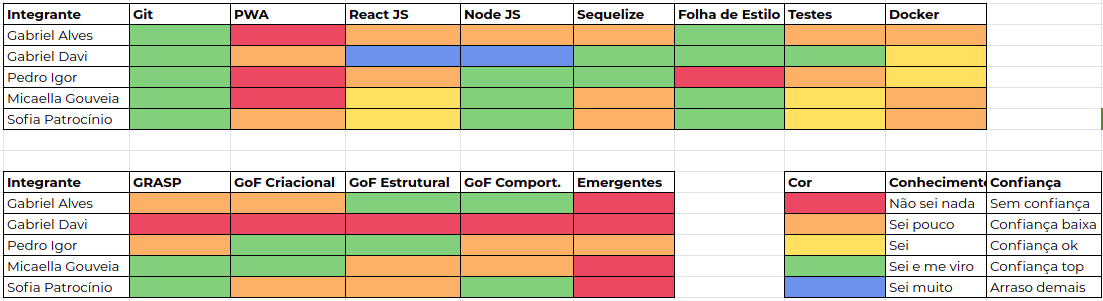 Integrante Git PWA React JS Node JS Sequelize Folha de Estilo Testes Docker
Gabriel Alves
Gabriel Davi
Pedro Igor
Micaella Gouveia
Sofia Patrocínio
Integrante GRASP GoF Criacional GoF Estrutural GoF Comport. Emergentes Cor Conhecimento Confiança
Gabriel Alves Não sei nada Sem confiança
Gabriel Davi Sei pouco Confiança baixa
Pedro Igor Sei Confiança ok
Micaella Gouveia Sei e me viro Confiança top
Sofia Patrocínio Sei muito Arraso demais